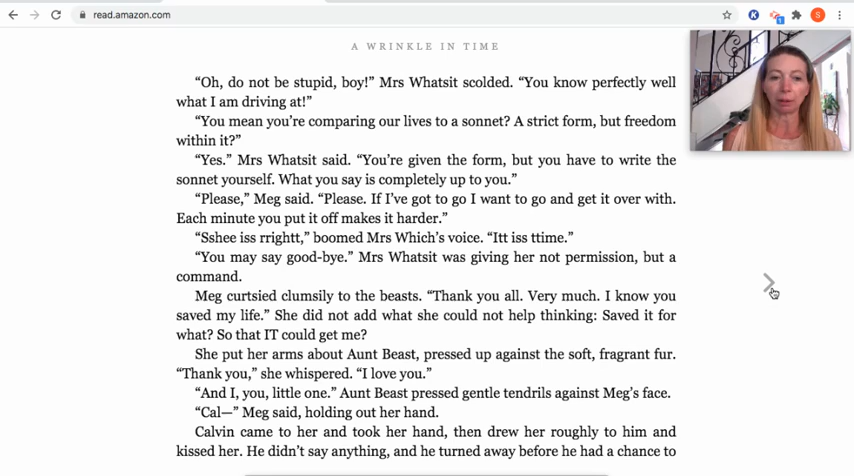 read.amazon.com
S
1
A WRINKLE IN TIME
“Oh, do not be stupid, boy!” Mrs Whatsit scolded. “You know perfectly well
what I am driving at!”
“You mean you’re comparing our lives to a sonnet? A strict form, but freedom
within it?”
“Yes.” Mrs Whatsit said. “You’re given the form, but you have to write the
sonnet yourself. What you say is completely up to you.”
“Please,” Meg said. “Please. If I’ve got to go I want to go and get it over with.
Each minute you put it off makes it harder.”
“Sshee iss rrightt,” boomed Mrs Which’s voice. “Itt iss ttime.”
“You may say good-bye.” Mrs Whatsit was giving her not permission, but a
command.
Meg curtsied clumsily to the beasts. “Thank you all. Very much. I know you
saved my life.” She did not add what she could not help thinking: Saved it for
what? So that IT could get me?
She put her arms about Aunt Beast, pressed up against the soft, fragrant fur.
“Thank you,” she whispered. “I love you.”
“And I, you, little one.” Aunt Beast pressed gentle tendrils against Meg’s face.
“Cal—” Meg said, holding out her hand.
Calvin came to her and took her hand, then drew her roughly to him and
kissed her. He didn’t say anything, and he turned away before he had a chance to